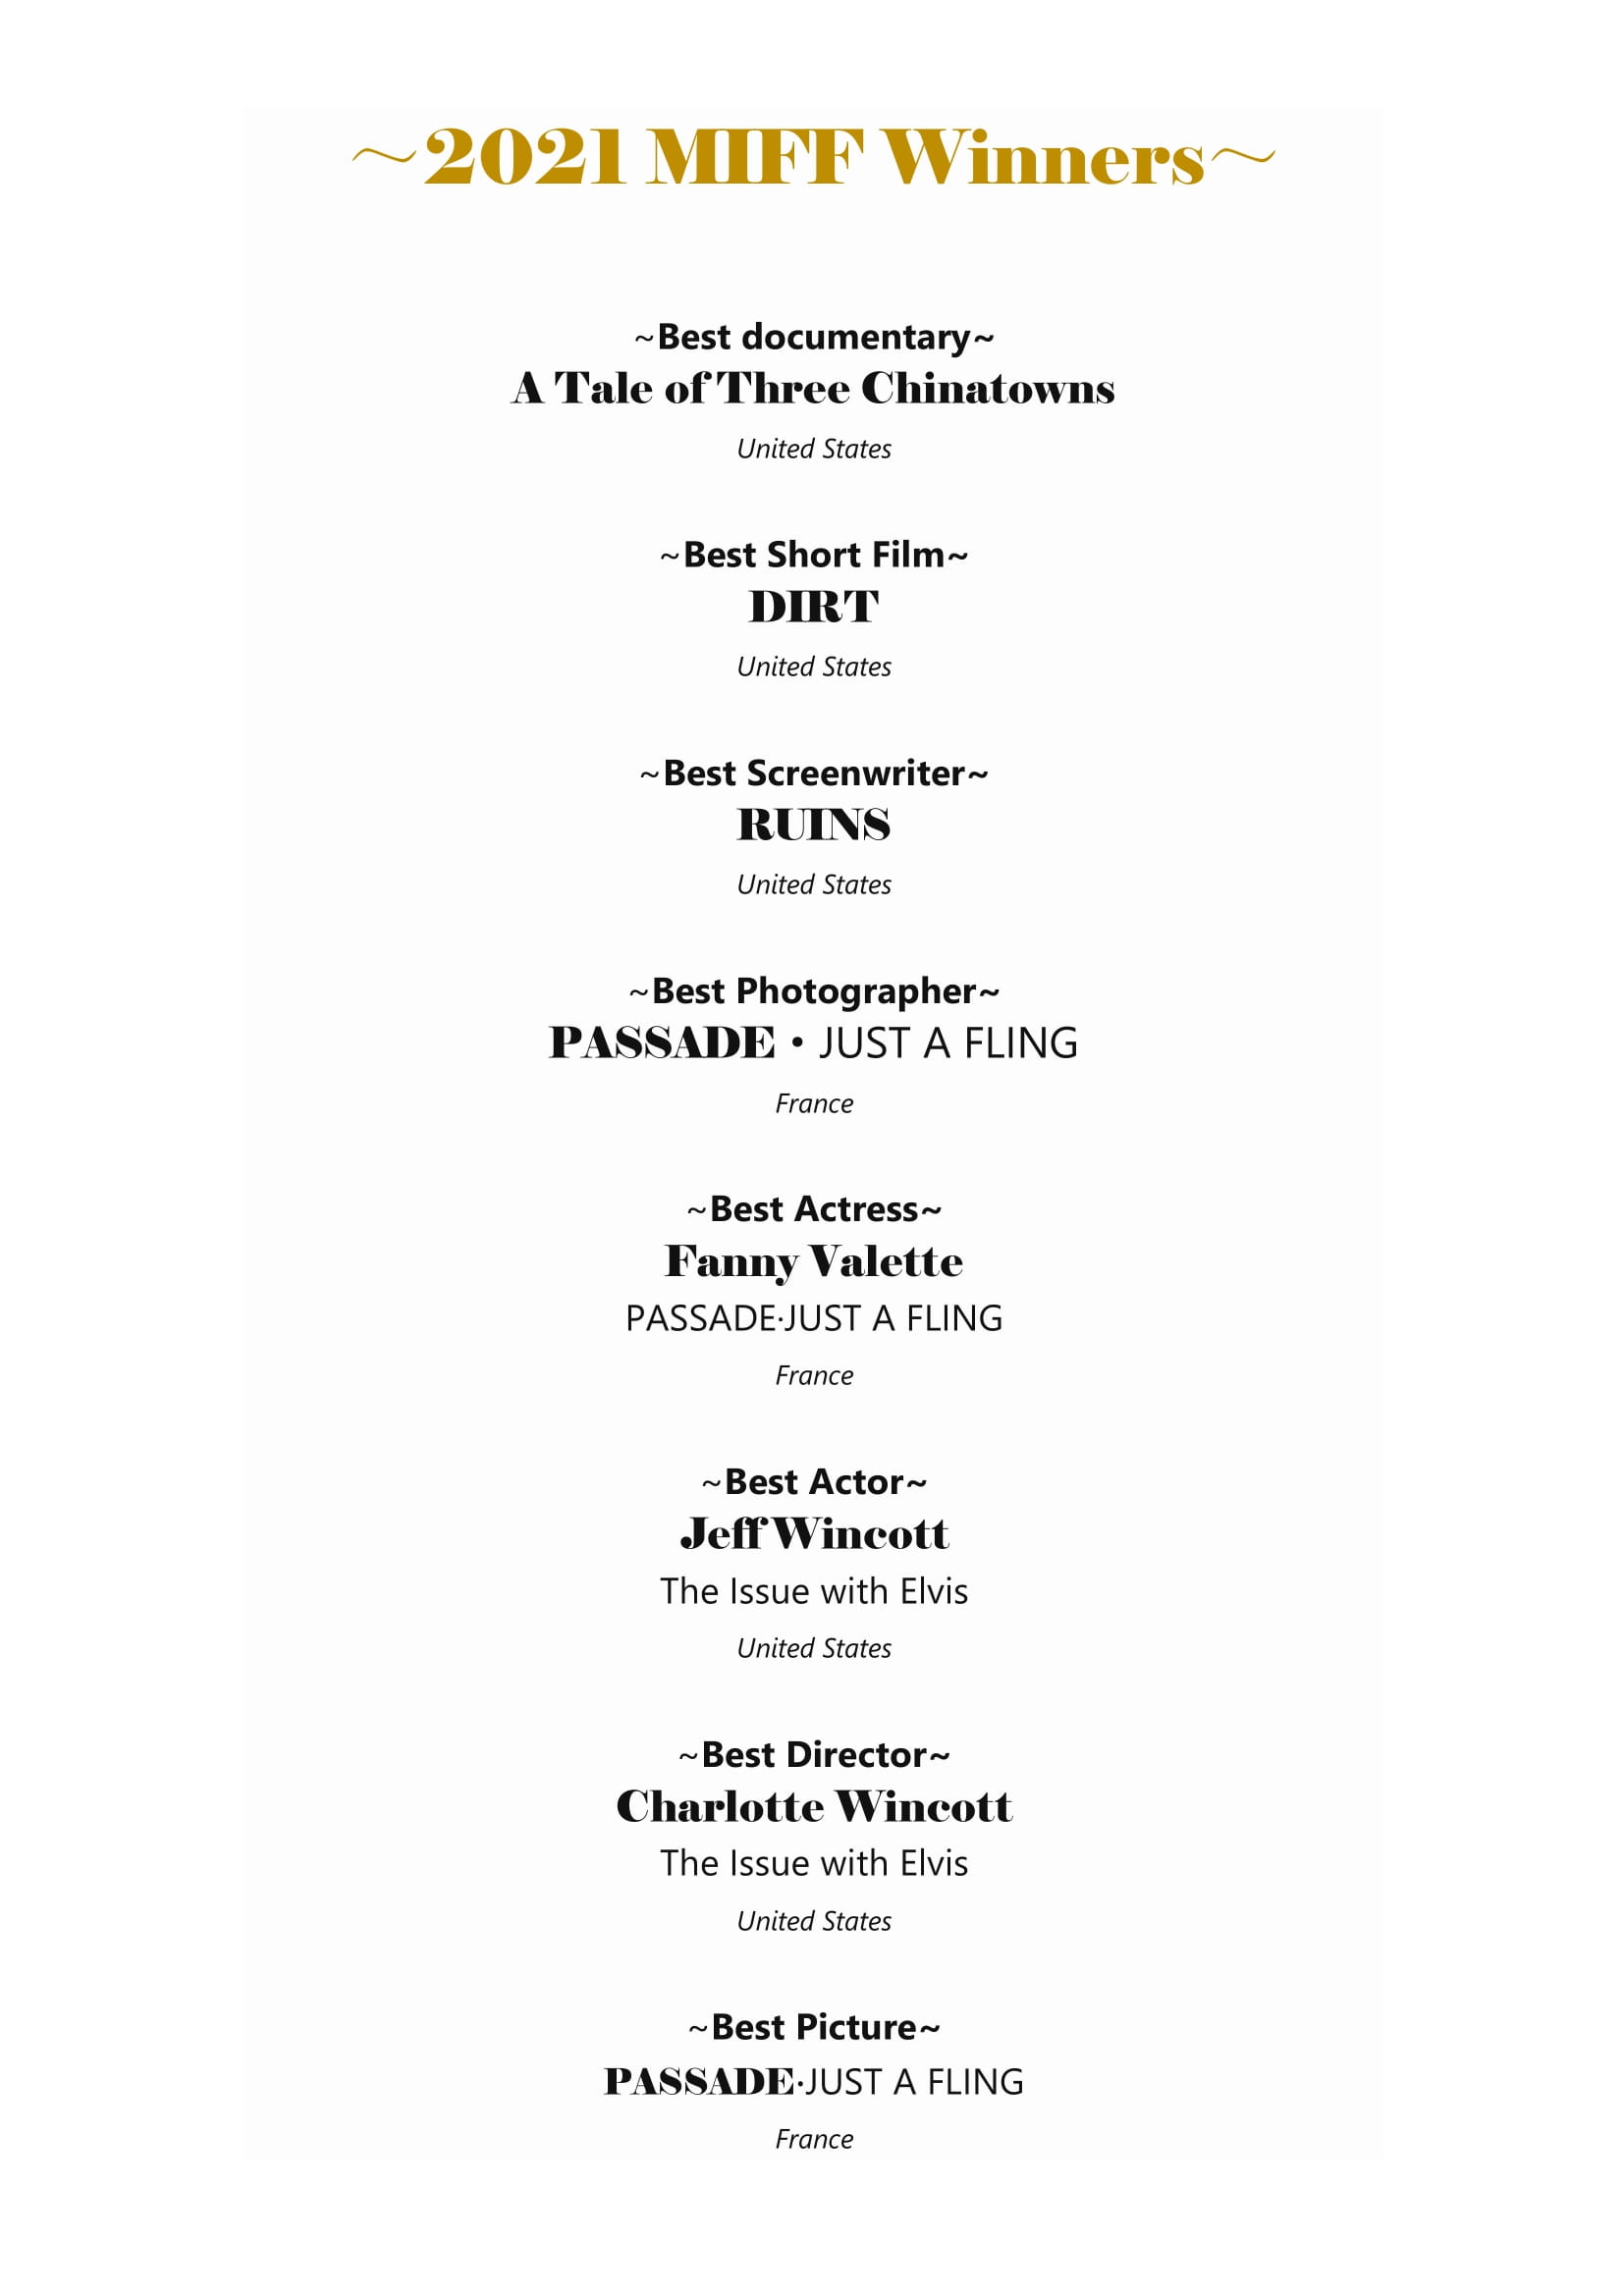 ~2021 MIFF Winners~
~Best documentary~
A Tale of Three Chinatowns
United States
~Best Short Film~
DIRT
United States
~Best Screenwriter~
RUINS
United States
~Best Photographer~
PASSADE · JUST A FLING
France
~Best Actress~
Fanny Valette
PASSADE·JUST A FLING
France
~Best Actor~
Jeff Wincott
The Issue with Elvis
United States
~Best Director~
Charlotte Wincott
The Issue with Elvis
United States
~Best Picture~
PASSADE·JUST A FLING
France